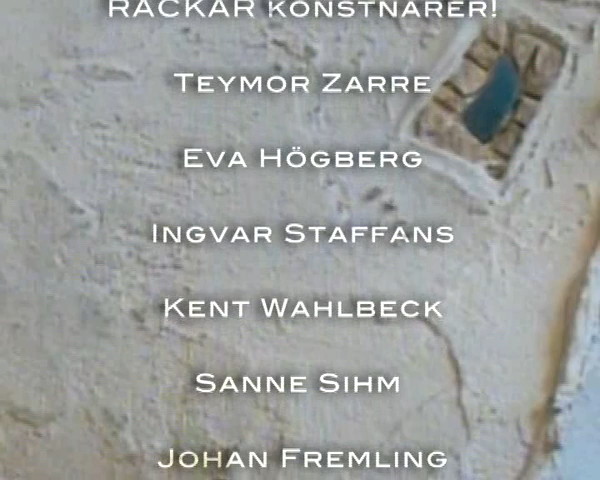 RACKAR KONSTNÄRER!
TEYMOR ZARRE
EVA HÖGBERG
INGVAR STAFFANS
KENT WAHLBECK
SANNE SIHM
JOHAN FREMLING